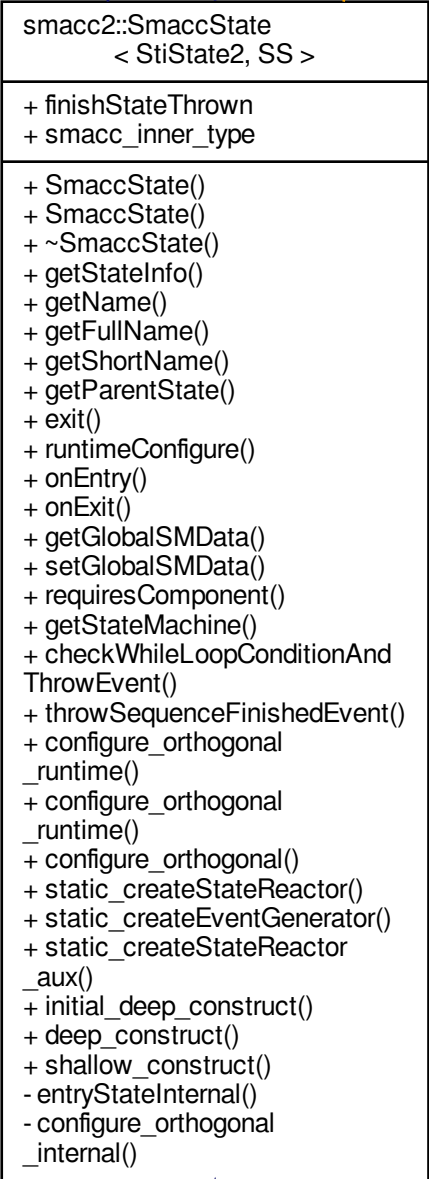 smacc2::SmaccState
< StiState2, SS >
+ finishStateThrown
+ smacc_inner_type
+ SmaccState()
+ SmaccState()
+ ~SmaccState()
+ getStateInfo()
+ getName()
+ getFullName()
+ getShortName()
+ getParentState()
+ exit()
+ runtimeConfigure()
+ onEntry()
+ onExit()
+ getGlobalSMData()
+ setGlobalSMData()
+ requiresComponent()
+ getStateMachine()
+ checkWhileLoopConditionAnd
ThrowEvent()
+ throwSequenceFinishedEvent()
+ configure_orthogonal
_runtime()
+ configure_orthogonal
_runtime()
+ configure_orthogonal()
+ static_createStateReactor()
+ static_createEventGenerator()
+ static_createStateReactor
_aux()
+ initial_deep_construct()
+ deep_construct()
+ shallow_construct()
- entryStateInternal()
- configure_orthogonal
_internal()